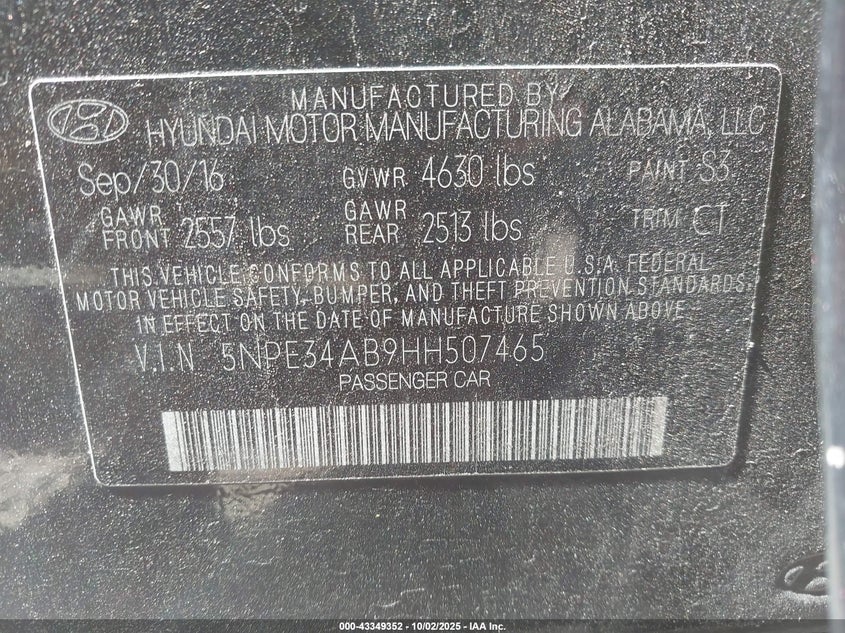 MANUFACTURED BY
HYUNDAI MOTOR MANUFACTURING ALABAMA, LLC
Sep/30/16 GVWR 4630 lbs PAINT S3
GAWR FRONT 2557 lbs GAWR REAR 2513 lbs TRIM CT
THIS VEHICLE CONFORMS TO ALL APPLICABLE U.S.A. FEDERAL
MOTOR VEHICLE SAFETY, BUMPER, AND THEFT PREVENTION STANDARDS
IN EFFECT ON THE DATE OF MANUFACTURE SHOWN ABOVE
V.I.N 5NPE34AB9HH507465
PASSENGER CAR
000-43349352 - 10/02/2025 - IAA Inc.